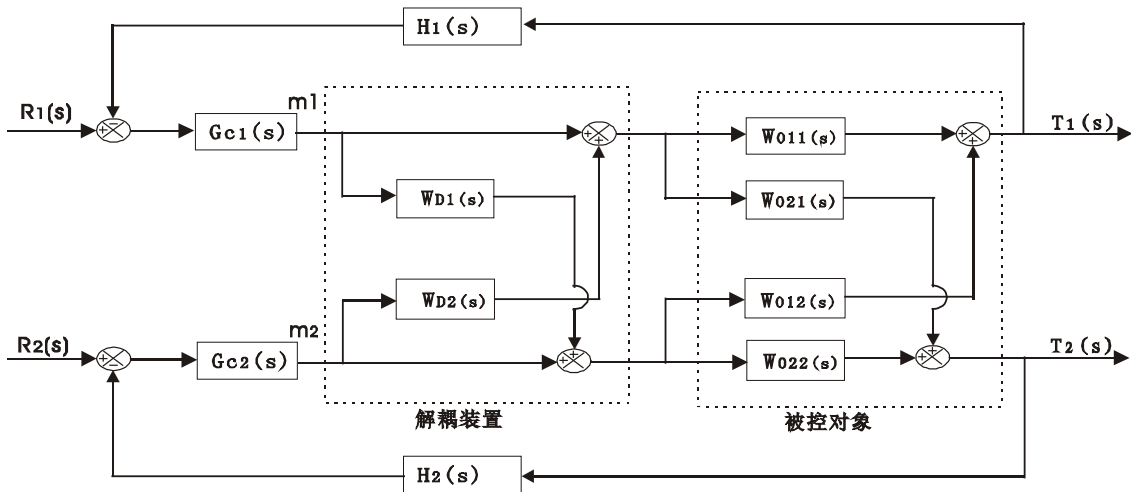 H1(s)
R1(s)
Gc1(s)
m1
W011(s)
T1(s)
WD1(s)
W021(s)
WD2(s)
W012(s)
R2(s)
Gc2(s)
m2
W022(s)
T2(s)
解耦装置
被控对象
H2(s)